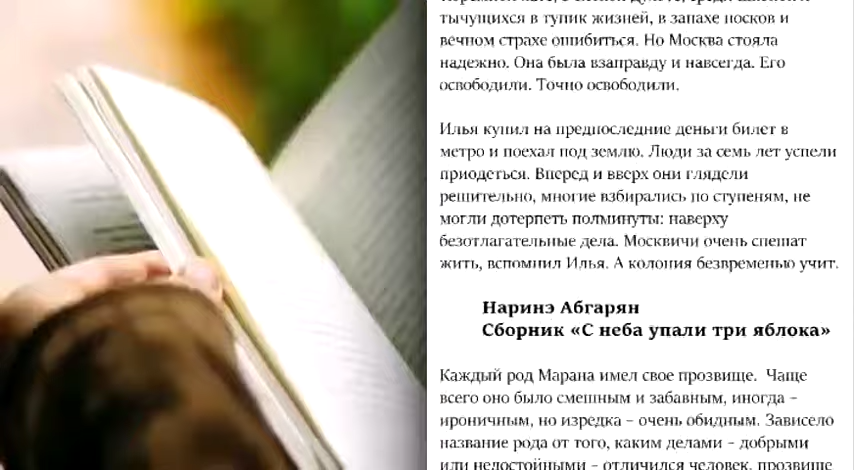 тычущихся в тупик жизней, в запахе носков и
вечном страхе ошибиться. Но Москва стояла
надежно. Она была взаправду и навсегда. Его
освободили. Точно освободили.
Илья купил на предпоследние деньги билет в
метро и поехал под землю. Люди за семь лет успели
приодеться. Вперед и вверх они глядели
решительно, многие взбирались по ступеням, не
могли дотерпеть полминуты: наверху
безотлагательные дела. Москвичи очень спешат
жить, вспомнил Илья. А колония безвременью учит.
Наринэ Абгарян
Сборник «С неба упали три яблока»
Каждый род Марана имел свое прозвище. Чаще
всего оно было смешным и забавным, иногда –
ироничным, но изредка – очень обидным. Зависело
название рода от того, каким делами – добрыми
или недостойными – отличился человек, прозвище